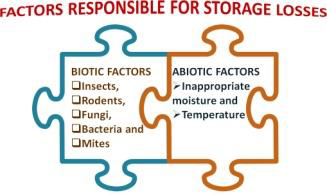 FACTORS RESPONSIBLE FOR STORAGE LOSSES
BIOTIC FACTORS
❑Insects,
❑Rodents,
❑Fungi,
❑Bacteria and
❑Mites
ABIOTIC FACTORS
➢Inappropriate
moisture and
➢Temperature